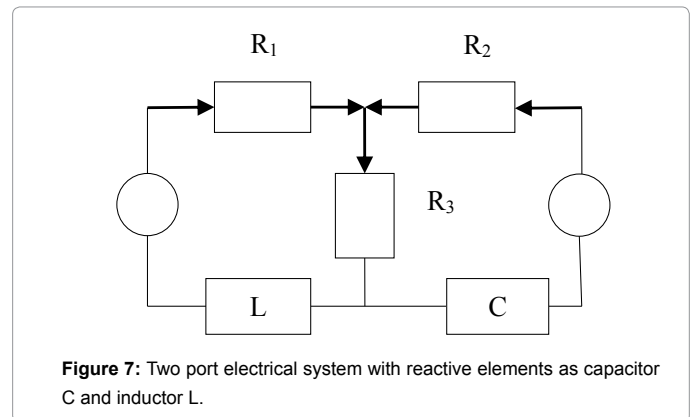 R₁
R₂
R₃
L
C
Figure 7: Two port electrical system with reactive elements as capacitor
C and inductor L.